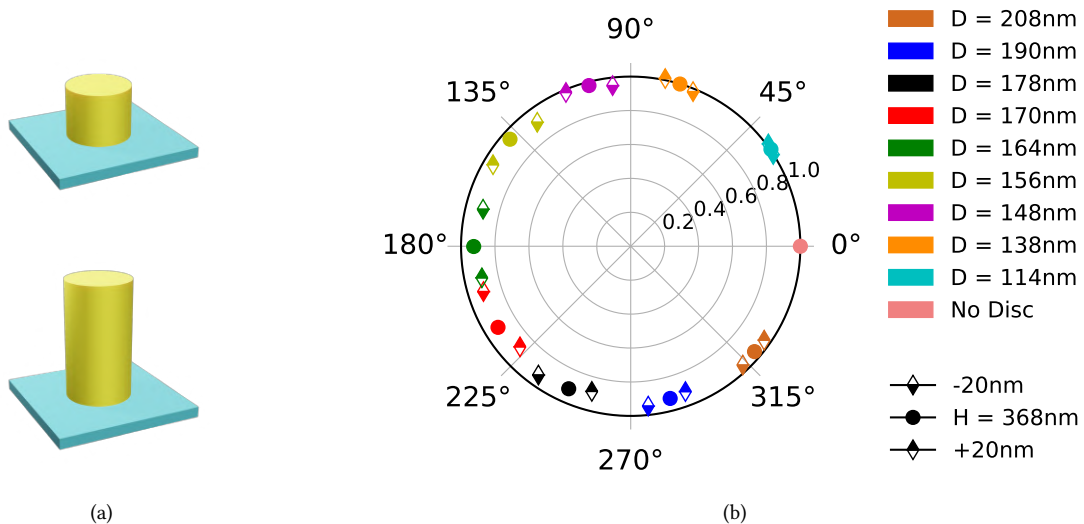 90°
135°
45°
180°
0°
0.2
0.4
0.6
0.8
1.0
225°
315°
270°
D = 208nm
D = 190nm
D = 178nm
D = 170nm
D = 164nm
D = 156nm
D = 148nm
D = 138nm
D = 114nm
No Disc
-20nm
H = 368nm
+20nm
(a)
(b)